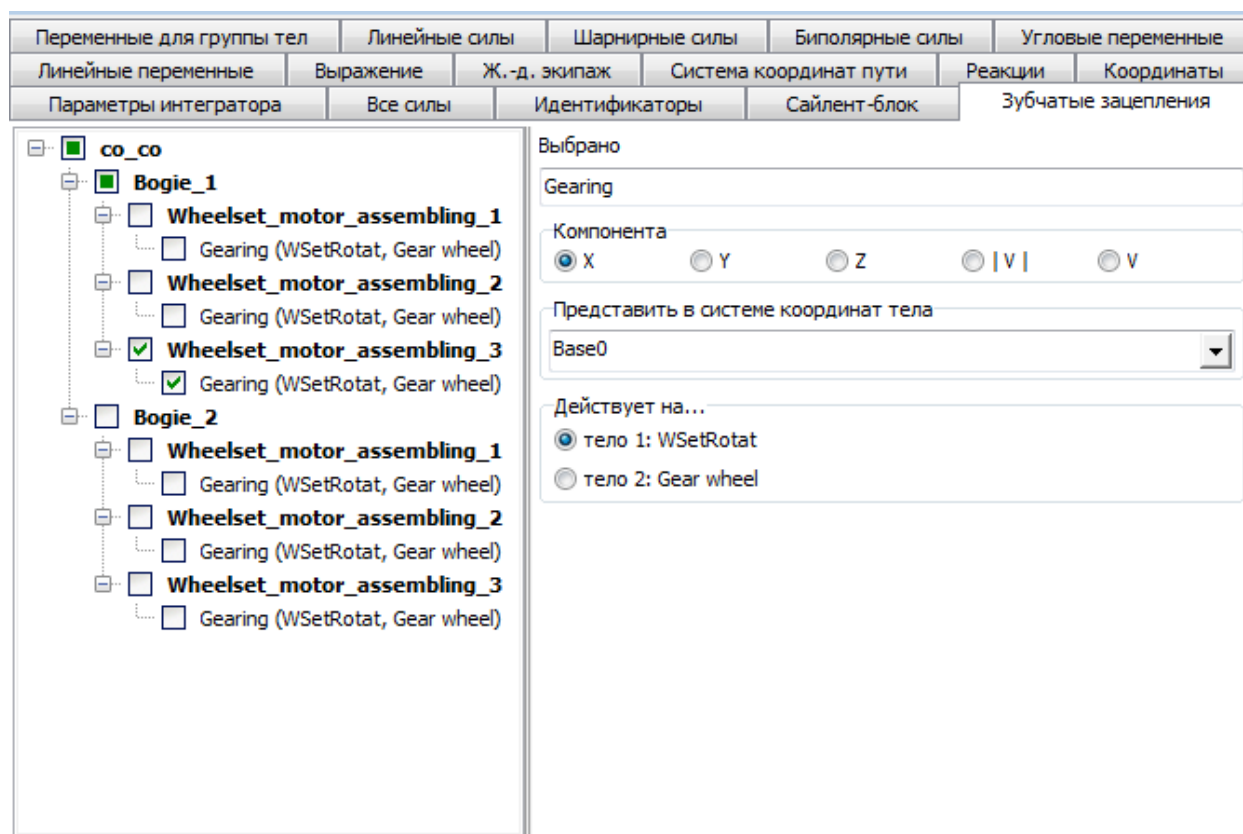 Переменные для группы тел Линейные силы Шарнирные силы Биполярные силы Угловые переменные
Линейные переменные Выражение Ж.-д. экипаж Система координат пути Реакции Координаты
Параметры интегратора Все силы Идентификаторы Сайлент-блок Зубчатые зацепления
co_co
Bogie_1
Wheelset_motor_assembling_1
Gearing (WSetRotat, Gear wheel)
Wheelset_motor_assembling_2
Gearing (WSetRotat, Gear wheel)
Wheelset_motor_assembling_3
Gearing (WSetRotat, Gear wheel)
Bogie_2
Wheelset_motor_assembling_1
Gearing (WSetRotat, Gear wheel)
Wheelset_motor_assembling_2
Gearing (WSetRotat, Gear wheel)
Wheelset_motor_assembling_3
Gearing (WSetRotat, Gear wheel)
Выбрано
Gearing
Компонента
X Y Z | V | V
Представить в системе координат тела
Base0
Действует на...
тело 1: WSetRotat
тело 2: Gear wheel